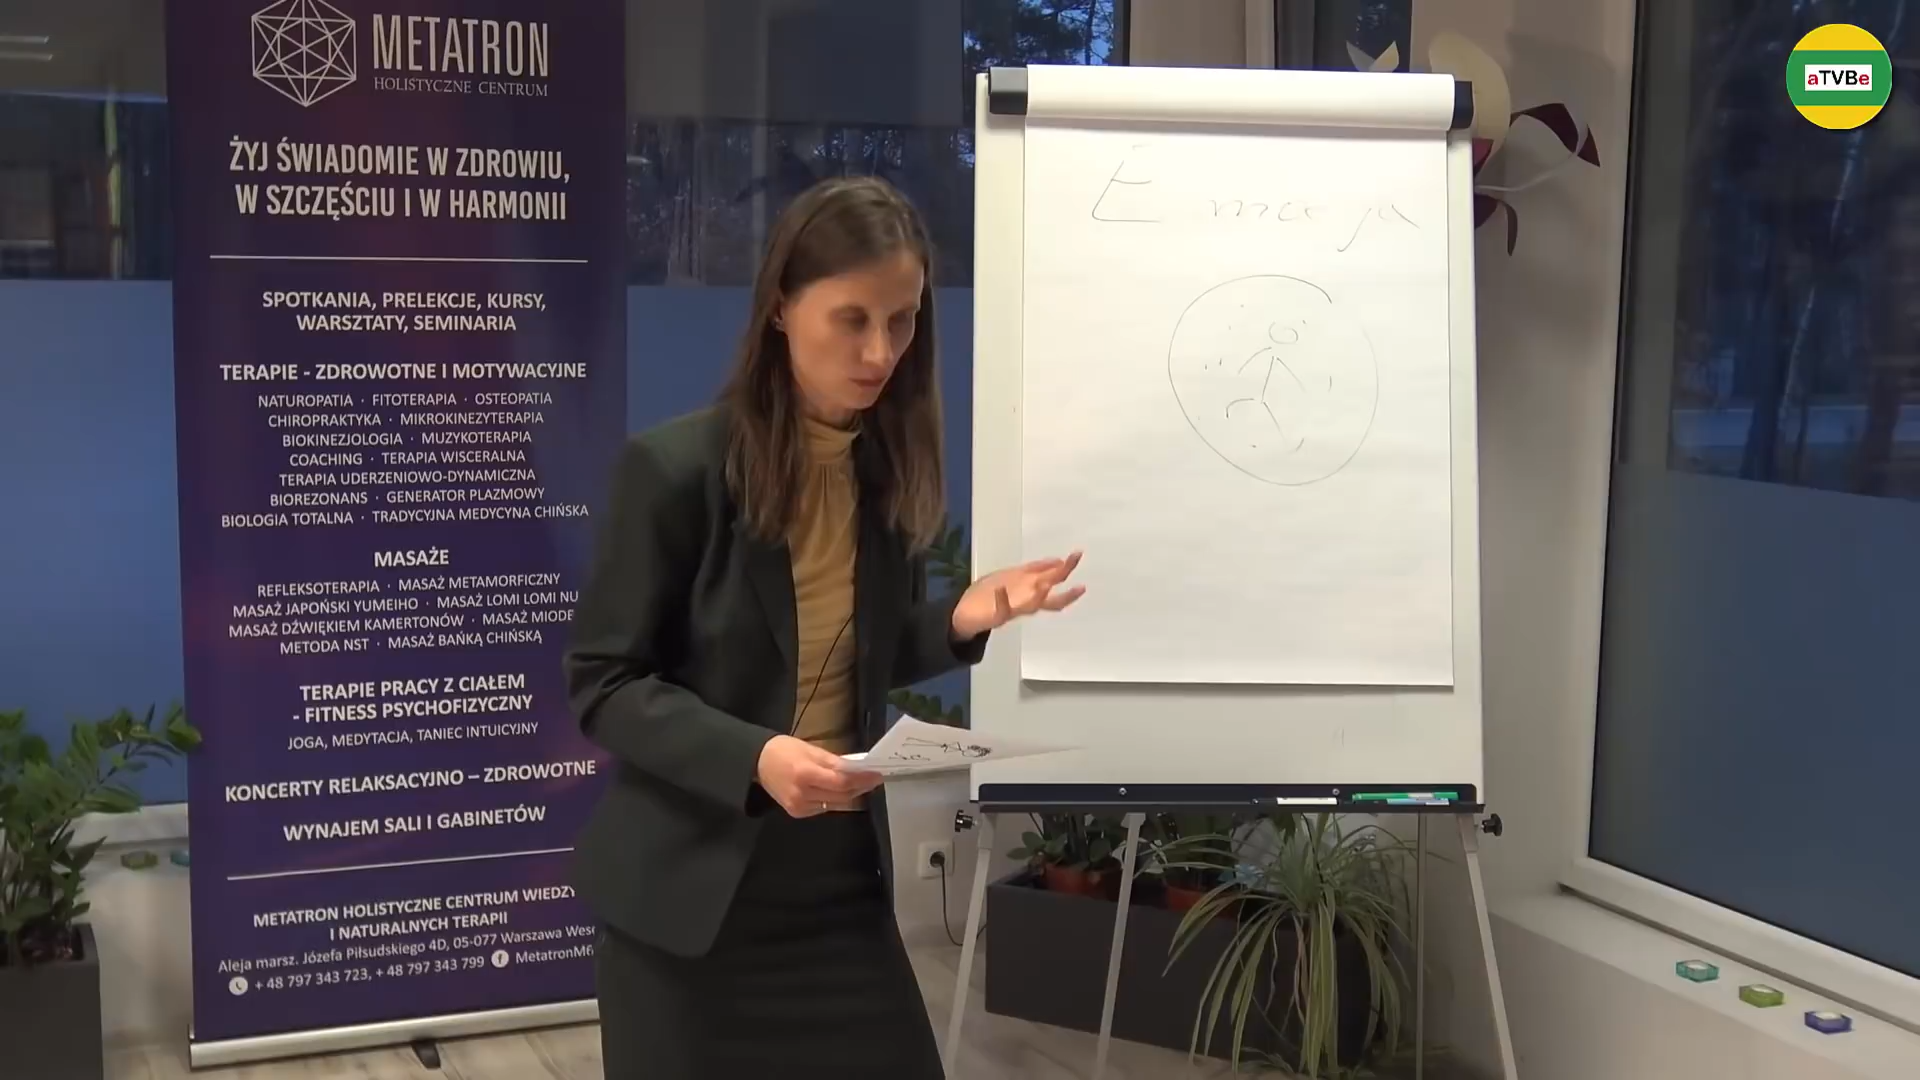 METATRON
HOLISTYCZNE CENTRUM
ŻYJ ŚWIADOMIE W ZDROWIU,
W SZCZĘŚCIU I W HARMONII
SPOTKANIA, PRELEKCJE, KURSY,
WARSZTATY, SEMINARIA
TERAPIE - ZDROWOTNE I MOTYWACYJNE
NATUROPATIA · FITOTERAPIA · OSTEOPATIA
CHIROPRAKTYKA · MIKROKINEZYTERAPIA
BIOKINEZJOLOGIA · MUZYKOTERAPIA
COACHING · TERAPIA WISCERALNA
TERAPIA UDERZENIOWO-DYNAMICZNA
BIOREZONANS · GENERATOR PLAZMOWY
BIOLOGIA TOTALNA · TRADYCYJNA MEDYCYNA CHIŃSKA
MASAŻE
REFLEKSOTERAPIA · MASAŻ METAMORFICZNY
MASAŻ JAPOŃSKI YUMEIHO · MASAŻ LOMI LOMI NU
MASAŻ DŹWIĘKIEM KAMERTONÓW · MASAŻ MIODE
METODA NST · MASAŻ BAŃKĄ CHIŃSKĄ
TERAPIE PRACY Z CIAŁEM
- FITNESS PSYCHOFIZYCZNY
JOGA, MEDYTACJA, TANIEC INTUICYJNY
KONCERTY RELAKSACYJNO – ZDROWOTNE
WYNAJEM SALI I GABINETÓW
METATRON HOLISTYCZNE CENTRUM WIEDZY
I NATURALNYCH TERAPII
Aleja marsz. Józefa Piłsudskiego 4D, 05-077 Warszawa Weso
+ 48 797 343 723, + 48 797 343 799 MetatronM6
aTVBe